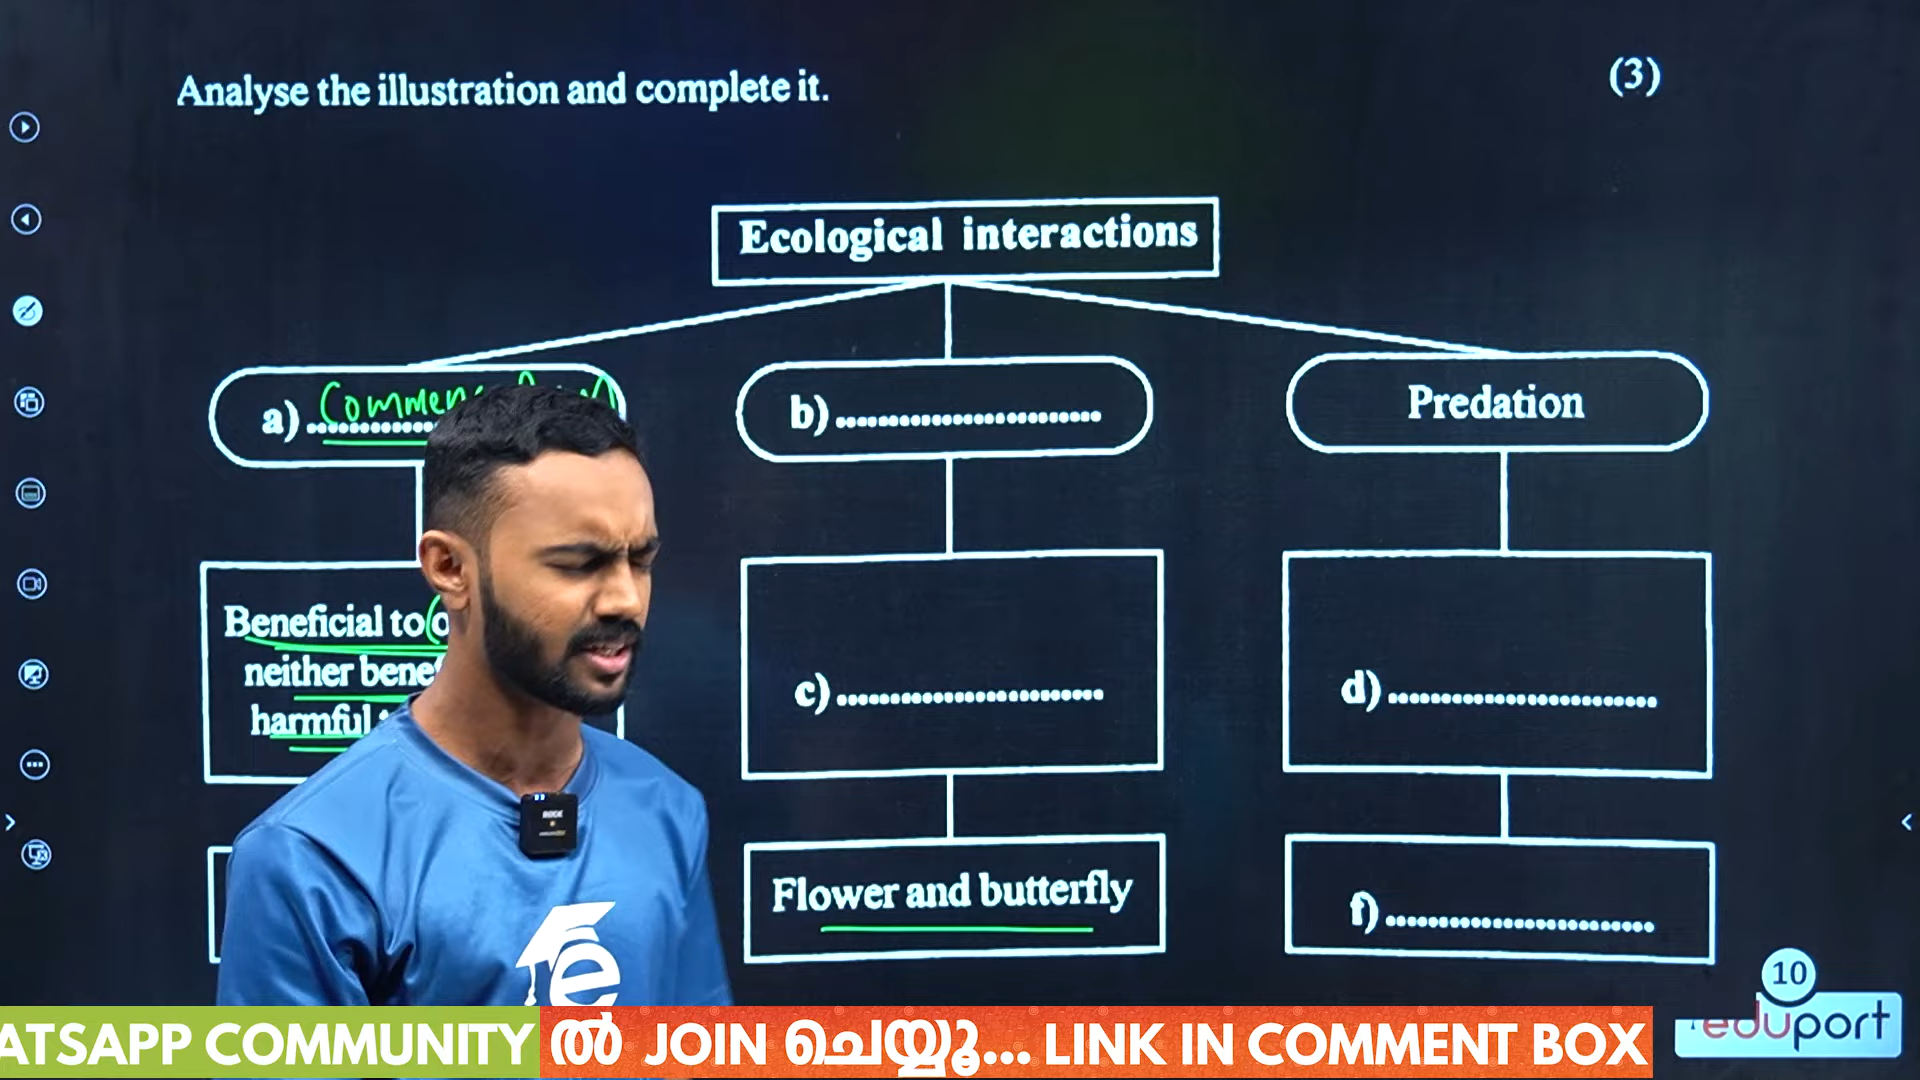 Analyse the illustration and complete it.
(3)
Ecological interactions
a)....................
b)........................
Predation
Beneficial to
neither
harmful
c)........................
d)........................
Flower and butterfly
f)........................
10
eduport
RODE
e
COMMUNITY ൽ JOIN ചെയ്യൂ... LINK IN COMMENT BOX